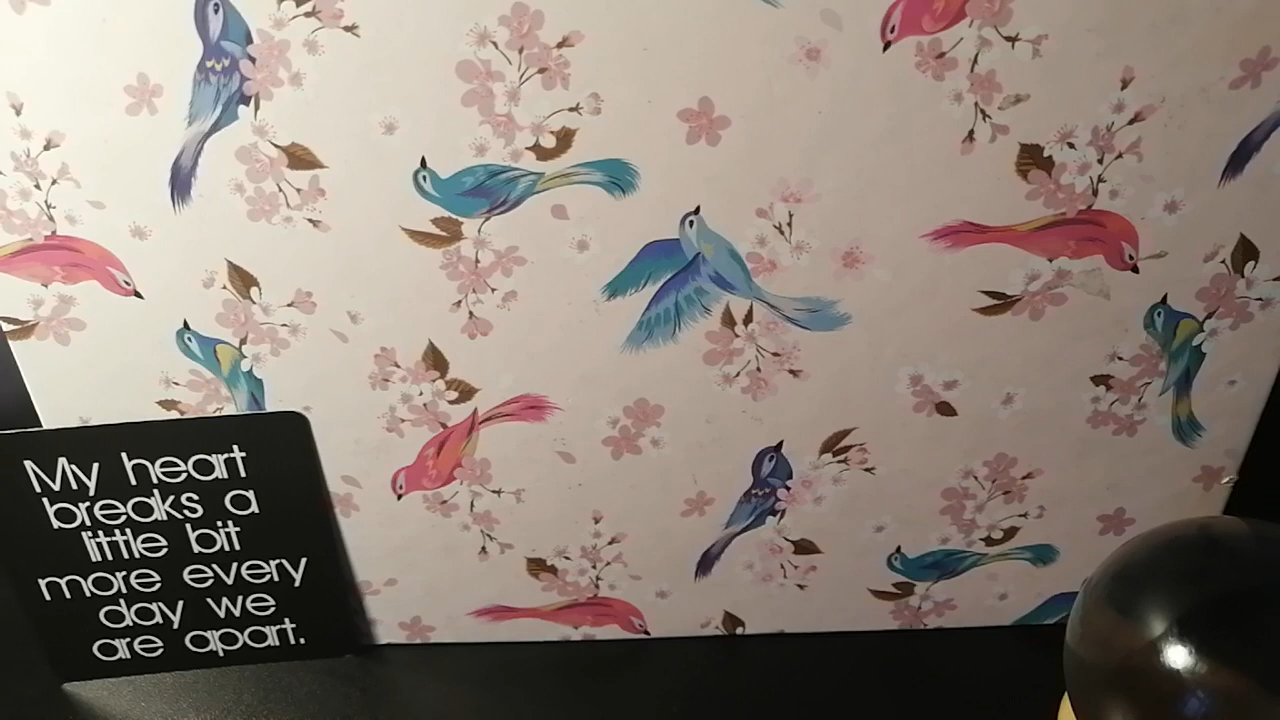 My heart
breaks a
little bit
more every
day we
are apart.